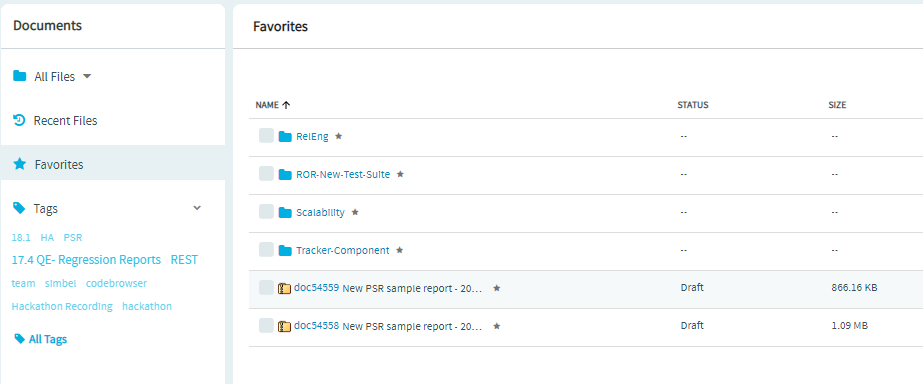 Documents
All Files
Recent Files
Favorites
Tags
18.1 HA PSR
17.4 QE- Regression Reports REST
team simbel codebrowser
Hackathon Recording hackathon
All Tags
Favorites
NAME STATUS SIZE
RelEng -- --
ROR-New-Test-Suite -- --
Scalability -- --
Tracker-Component -- --
doc54559 New PSR sample report - 20... Draft 866.16 KB
doc54558 New PSR sample report - 20... Draft 1.09 MB